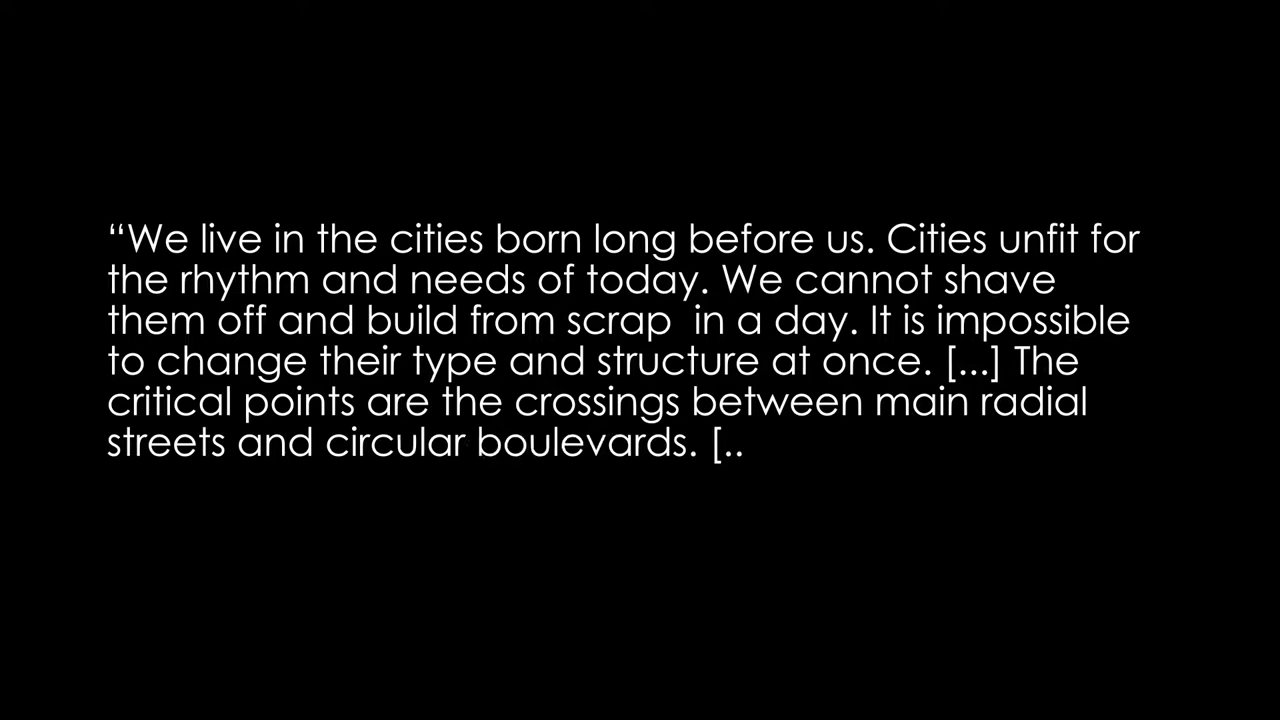 “We live in the cities born long before us. Cities unfit for
the rhythm and needs of today. We cannot shave
them off and build from scrap  in a day. It is impossible
to change their type and structure at once. [...] The
critical points are the crossings between main radial
streets and circular boulevards. [..